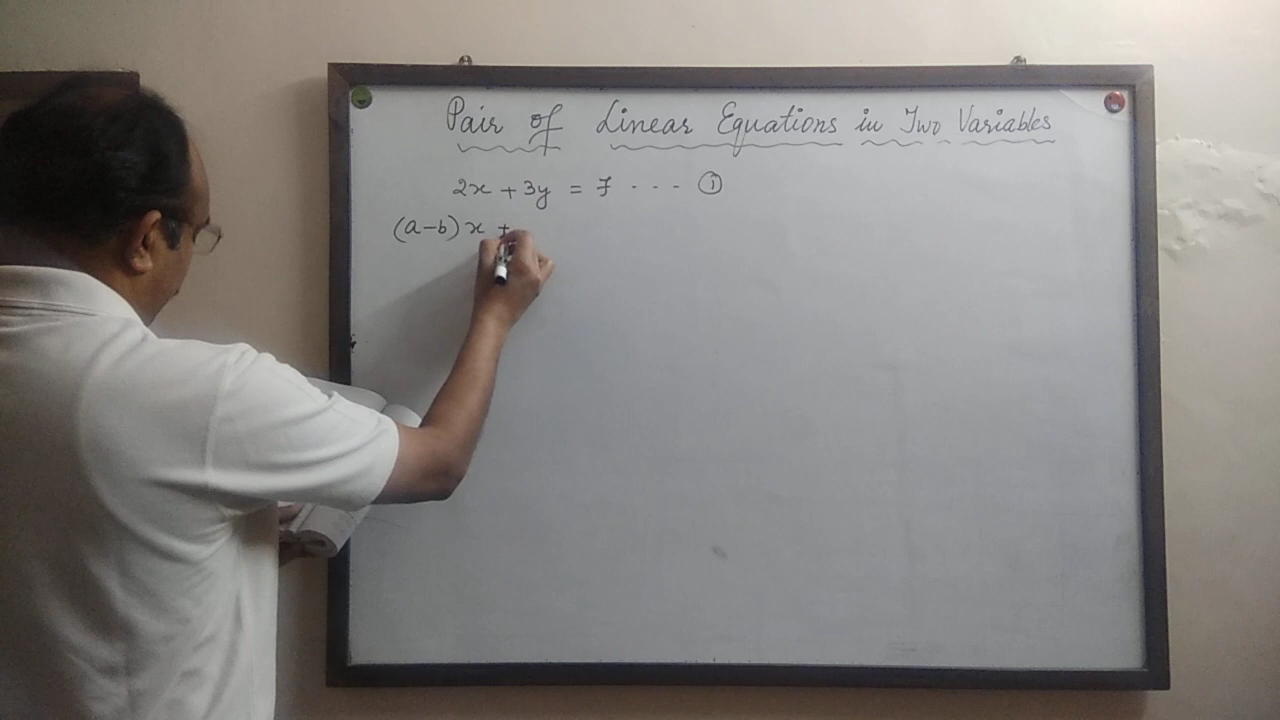 Pair of Linear Equations in Two Variables
2x + 3y = 7 - - - ①
(a-b) x +